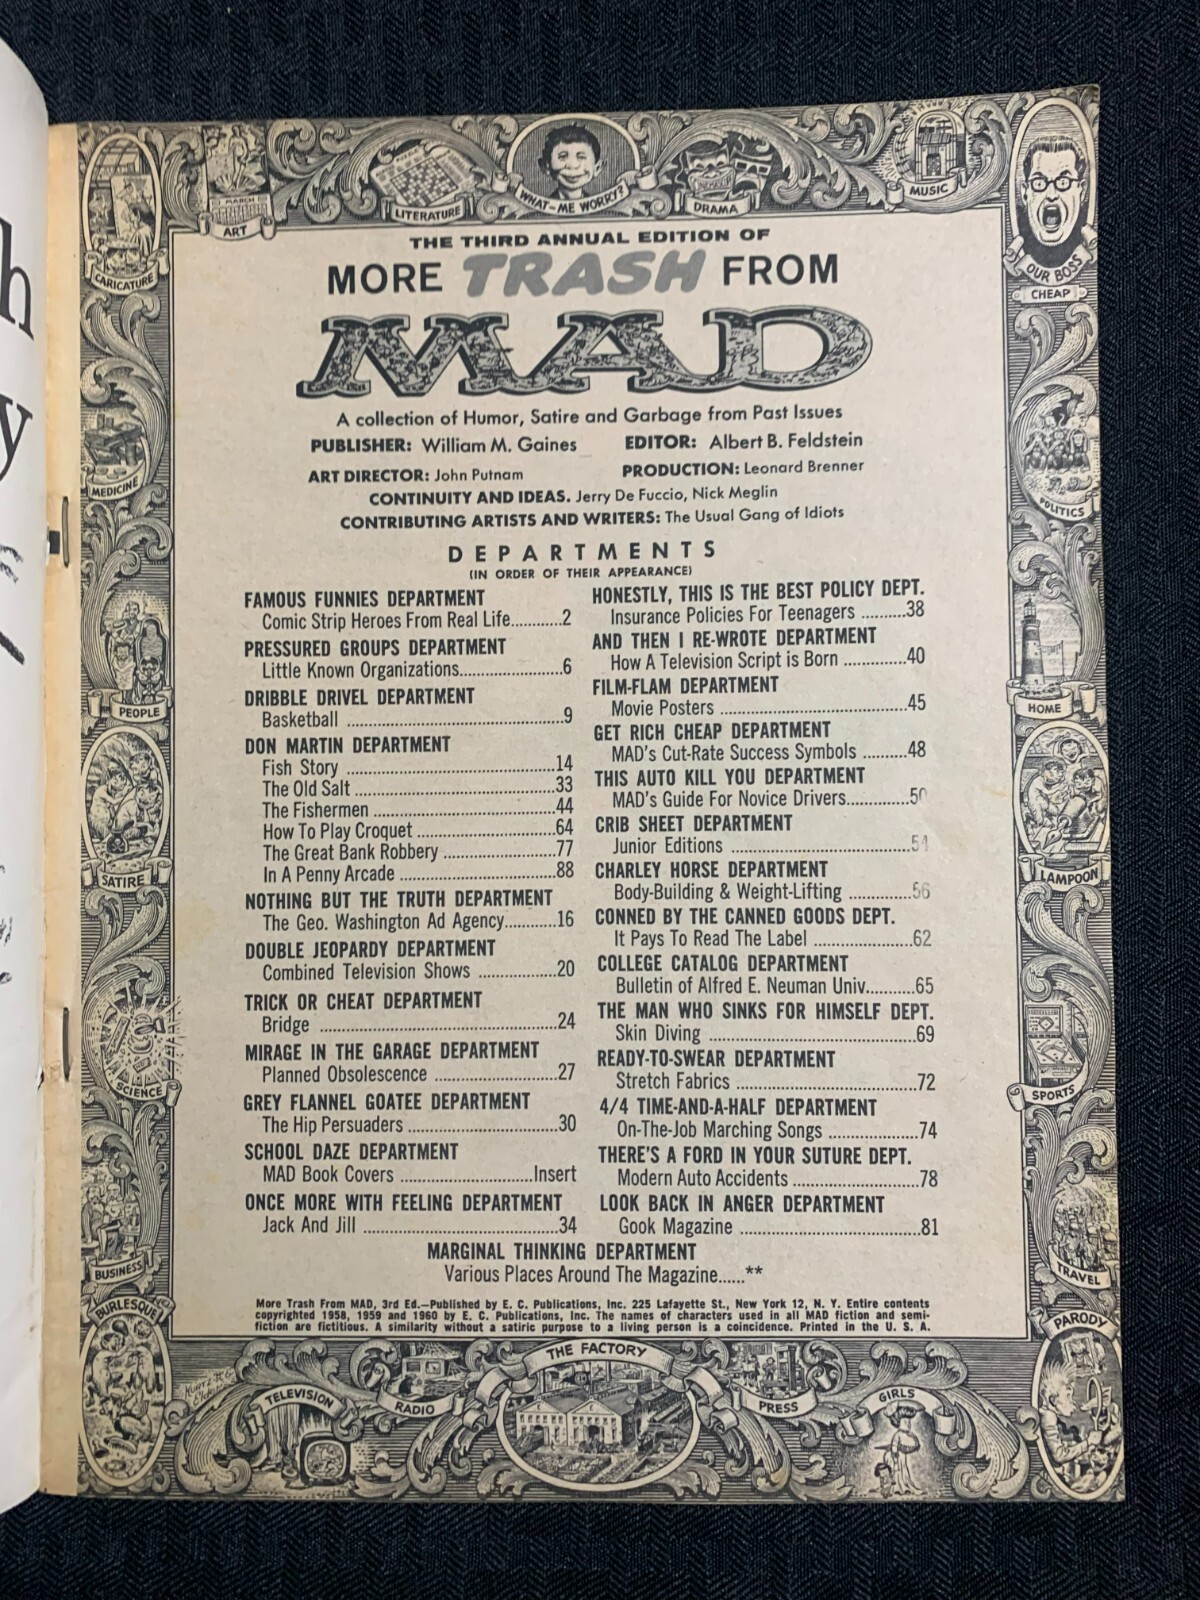 h
y
ART
LITERATURE
WHAT—ME WORRY?
DRAMA
MUSIC
CARICATURE
OUR BOSS
CHEAP
MEDICINE
POLITICS
PEOPLE
HOME
SATIRE
LAMPOON
SCIENCE
SPORTS
BUSINESS
TRAVEL
BURLESQUE
PARODY
THE THIRD ANNUAL EDITION OF
MORE TRASH FROM
MAD
A collection of Humor, Satire and Garbage from Past Issues
PUBLISHER: William M. Gaines EDITOR: Albert B. Feldstein
ART DIRECTOR: John Putnam PRODUCTION: Leonard Brenner
CONTINUITY AND IDEAS. Jerry De Fuccio, Nick Meglin
CONTRIBUTING ARTISTS AND WRITERS: The Usual Gang of Idiots
DEPARTMENTS
(IN ORDER OF THEIR APPEARANCE)
FAMOUS FUNNIES DEPARTMENT
Comic Strip Heroes From Real Life...........2
PRESSURED GROUPS DEPARTMENT
Little Known Organizations......................6
DRIBBLE DRIVEL DEPARTMENT
Basketball ...............................................9
DON MARTIN DEPARTMENT
Fish Story .............................................14
The Old Salt ...........................................33
The Fishermen ........................................44
How To Play Croquet ..............................64
The Great Bank Robbery ........................77
In A Penny Arcade .................................88
NOTHING BUT THE TRUTH DEPARTMENT
The Geo. Washington Ad Agency...........16
DOUBLE JEOPARDY DEPARTMENT
Combined Television Shows .................20
TRICK OR CHEAT DEPARTMENT
Bridge ...................................................24
MIRAGE IN THE GARAGE DEPARTMENT
Planned Obsolescence ...........................27
GREY FLANNEL GOATEE DEPARTMENT
The Hip Persuaders ................................30
SCHOOL DAZE DEPARTMENT
MAD Book Covers ............................Insert
ONCE MORE WITH FEELING DEPARTMENT
Jack And Jill ..........................................34
HONESTLY, THIS IS THE BEST POLICY DEPT.
Insurance Policies For Teenagers ..........38
AND THEN I RE-WROTE DEPARTMENT
How A Television Script is Born .............40
FILM-FLAM DEPARTMENT
Movie Posters ........................................45
GET RICH CHEAP DEPARTMENT
MAD's Cut-Rate Success Symbols .........48
THIS AUTO KILL YOU DEPARTMENT
MAD's Guide For Novice Drivers.............50
CRIB SHEET DEPARTMENT
Junior Editions ......................................54
CHARLEY HORSE DEPARTMENT
Body-Building & Weight-Lifting .............56
CONNED BY THE CANNED GOODS DEPT.
It Pays To Read The Label .....................62
COLLEGE CATALOG DEPARTMENT
Bulletin of Alfred E. Neuman Univ..........65
THE MAN WHO SINKS FOR HIMSELF DEPT.
Skin Diving ............................................69
READY-TO-SWEAR DEPARTMENT
Stretch Fabrics ......................................72
4/4 TIME-AND-A-HALF DEPARTMENT
On-The-Job Marching Songs ..................74
THERE'S A FORD IN YOUR SUTURE DEPT.
Modern Auto Accidents ..........................78
LOOK BACK IN ANGER DEPARTMENT
Gook Magazine ......................................81
MARGINAL THINKING DEPARTMENT
Various Places Around The Magazine......**
More Trash From MAD, 3rd Ed.—Published by E. C. Publications, Inc. 225 Lafayette St., New York 12, N. Y. Entire contents
copyrighted 1958, 1959 and 1960 by E. C. Publications, Inc. The names of characters used in all MAD fiction and semi-
fiction are fictitious. A similarity without a satiric purpose to a living person is a coincidence. Printed in the U. S. A.
TELEVISION
RADIO
THE FACTORY
PRESS
GIRLS